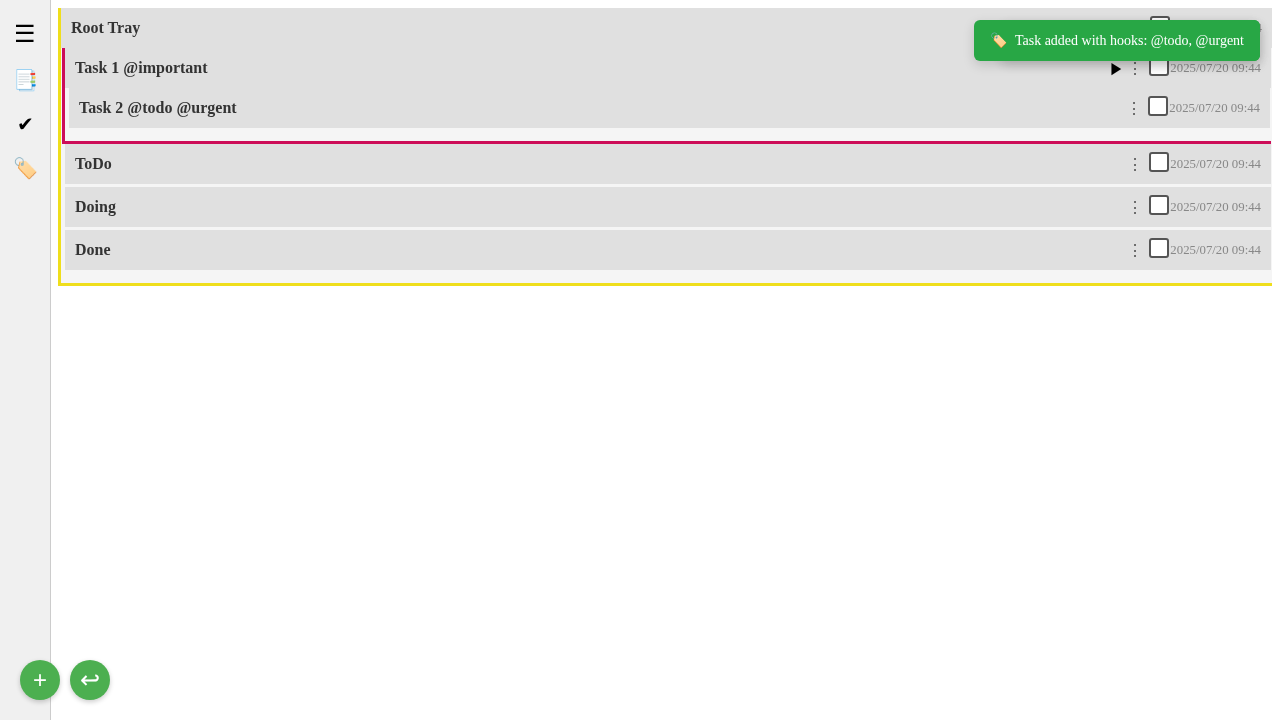 Root Tray
Task added with hooks: @todo, @urgent
Task 1 @important
2025/07/20 09:44
Task 2 @todo @urgent
2025/07/20 09:44
ToDo
2025/07/20 09:44
Doing
2025/07/20 09:44
Done
2025/07/20 09:44